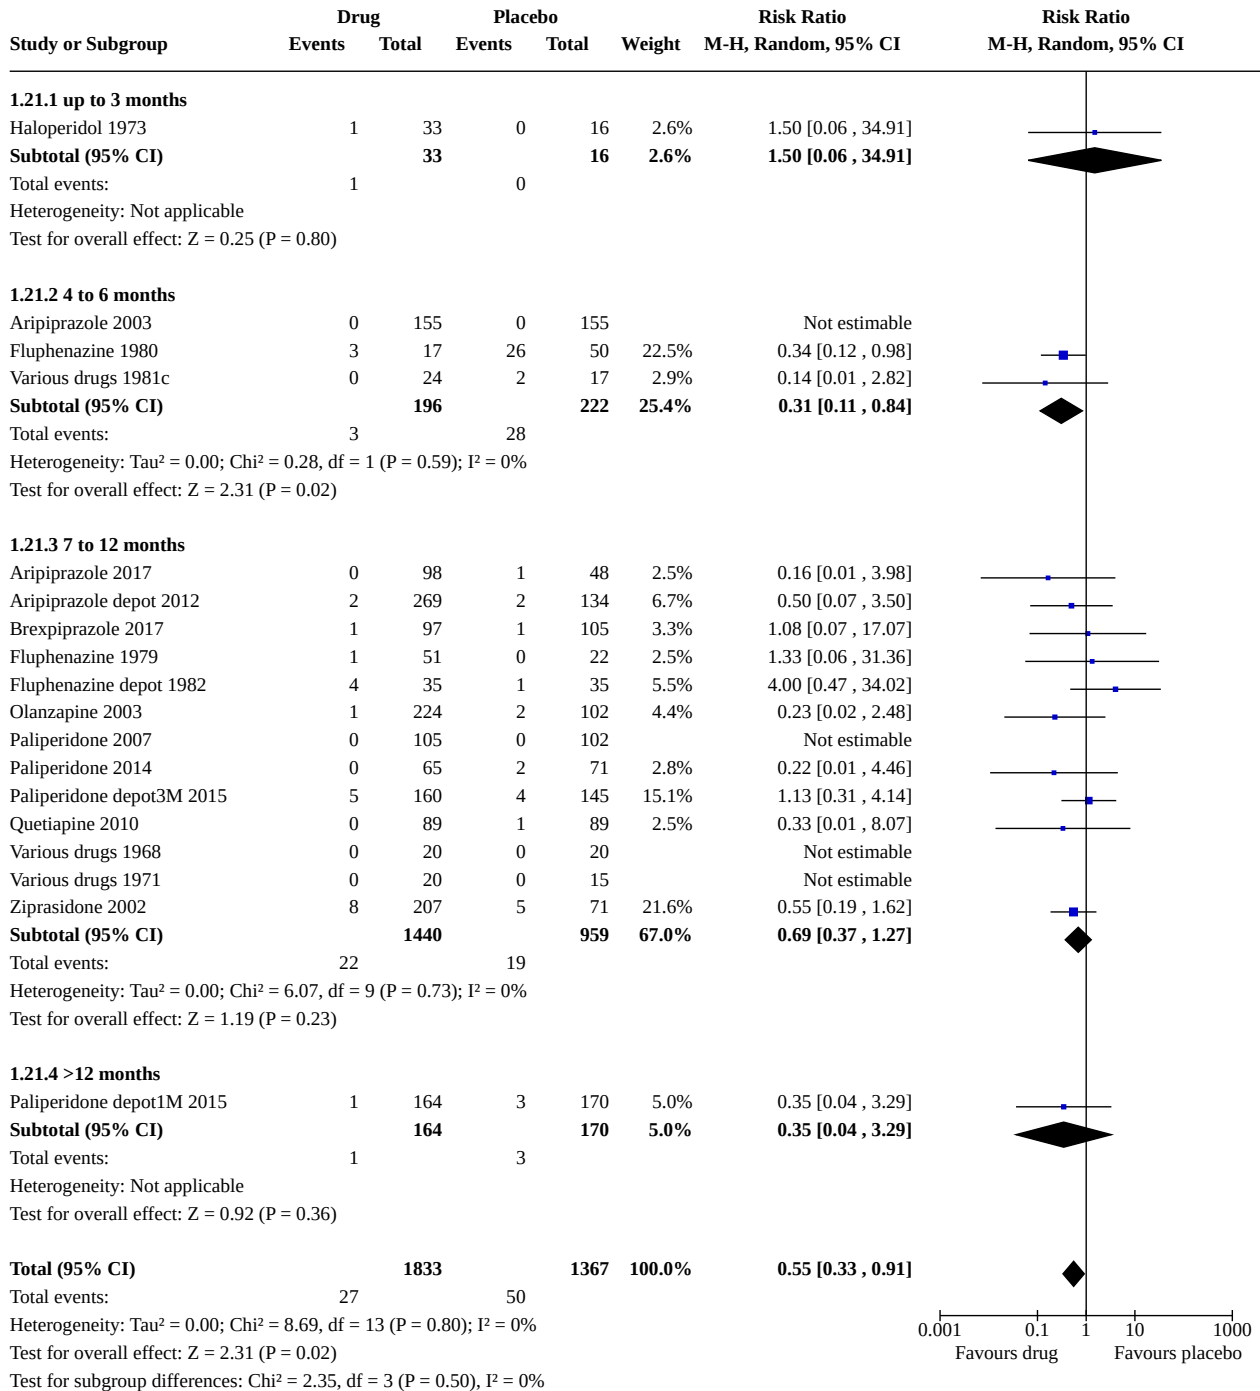 Drug Placebo Risk Ratio Risk Ratio
Study or Subgroup Events Total Events Total Weight M-H, Random, 95% CI M-H, Random, 95% CI
1.21.1 up to 3 months
Haloperidol 1973 1 33 0 16 2.6% 1.50 [0.06 , 34.91]
Subtotal (95% CI) 33 16 2.6% 1.50 [0.06 , 34.91]
Total events: 1 0
Heterogeneity: Not applicable
Test for overall effect: Z = 0.25 (P = 0.80)
1.21.2 4 to 6 months
Aripiprazole 2003 0 155 0 155 Not estimable
Fluphenazine 1980 3 17 26 50 22.5% 0.34 [0.12 , 0.98]
Various drugs 1981c 0 24 2 17 2.9% 0.14 [0.01 , 2.82]
Subtotal (95% CI) 196 222 25.4% 0.31 [0.11 , 0.84]
Total events: 3 28
Heterogeneity: Tau² = 0.00; Chi² = 0.28, df = 1 (P = 0.59); I² = 0%
Test for overall effect: Z = 2.31 (P = 0.02)
1.21.3 7 to 12 months
Aripiprazole 2017 0 98 1 48 2.5% 0.16 [0.01 , 3.98]
Aripiprazole depot 2012 2 269 2 134 6.7% 0.50 [0.07 , 3.50]
Brexpiprazole 2017 1 97 1 105 3.3% 1.08 [0.07 , 17.07]
Fluphenazine 1979 1 51 0 22 2.5% 1.33 [0.06 , 31.36]
Fluphenazine depot 1982 4 35 1 35 5.5% 4.00 [0.47 , 34.02]
Olanzapine 2003 1 224 2 102 4.4% 0.23 [0.02 , 2.48]
Paliperidone 2007 0 105 0 102 Not estimable
Paliperidone 2014 0 65 2 71 2.8% 0.22 [0.01 , 4.46]
Paliperidone depot3M 2015 5 160 4 145 15.1% 1.13 [0.31 , 4.14]
Quetiapine 2010 0 89 1 89 2.5% 0.33 [0.01 , 8.07]
Various drugs 1968 0 20 0 20 Not estimable
Various drugs 1971 0 20 0 15 Not estimable
Ziprasidone 2002 8 207 5 71 21.6% 0.55 [0.19 , 1.62]
Subtotal (95% CI) 1440 959 67.0% 0.69 [0.37 , 1.27]
Total events: 22 19
Heterogeneity: Tau² = 0.00; Chi² = 6.07, df = 9 (P = 0.73); I² = 0%
Test for overall effect: Z = 1.19 (P = 0.23)
1.21.4 >12 months
Paliperidone depot1M 2015 1 164 3 170 5.0% 0.35 [0.04 , 3.29]
Subtotal (95% CI) 164 170 5.0% 0.35 [0.04 , 3.29]
Total events: 1 3
Heterogeneity: Not applicable
Test for overall effect: Z = 0.92 (P = 0.36)
Total (95% CI) 1833 1367 100.0% 0.55 [0.33 , 0.91]
Total events: 27 50
Heterogeneity: Tau² = 0.00; Chi² = 8.69, df = 13 (P = 0.80); I² = 0% 0.001 0.1 1 10 1000
Test for overall effect: Z = 2.31 (P = 0.02) Favours drug Favours placebo
Test for subgroup differences: Chi² = 2.35, df = 3 (P = 0.50), I² = 0%